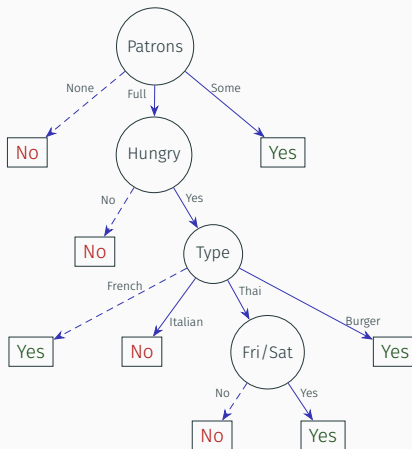 Patrons
None
Full
Some
No
Hungry
Yes
No
Yes
No
Type
French
Italian
Thai
Burger
Yes
No
Fri/Sat
Yes
No
Yes
No
Yes